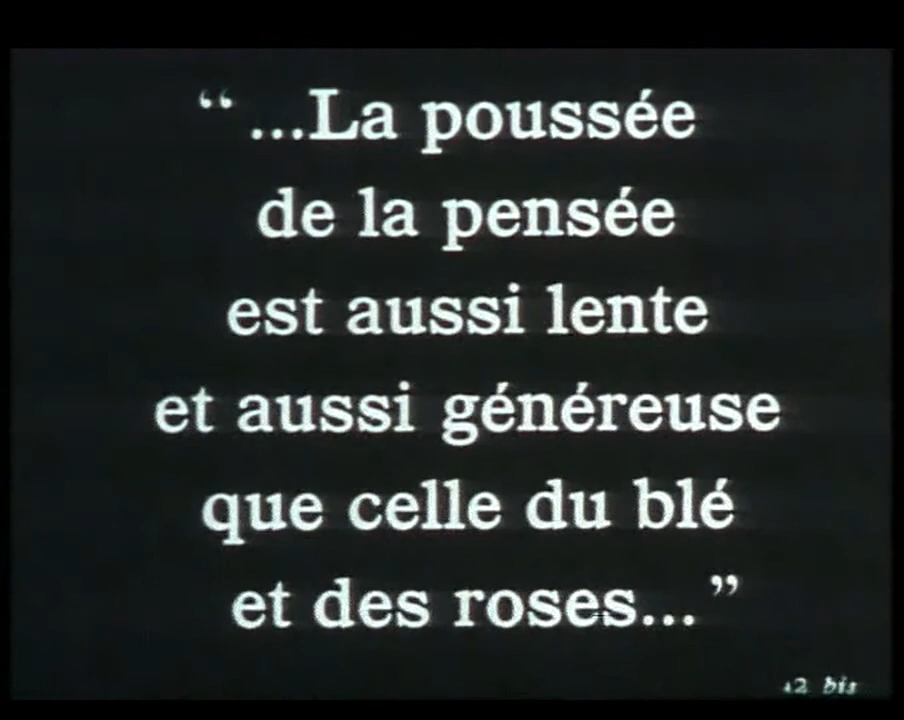 “ ...La poussée
de la pensée
est aussi lente
et aussi généreuse
que celle du blé
et des roses... ”
12 bis